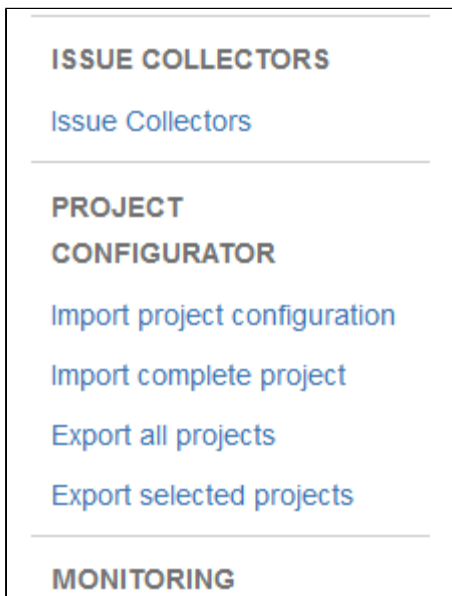 ISSUE COLLECTORS
Issue Collectors
PROJECT
CONFIGURATOR
Import project configuration
Import complete project
Export all projects
Export selected projects
MONITORING